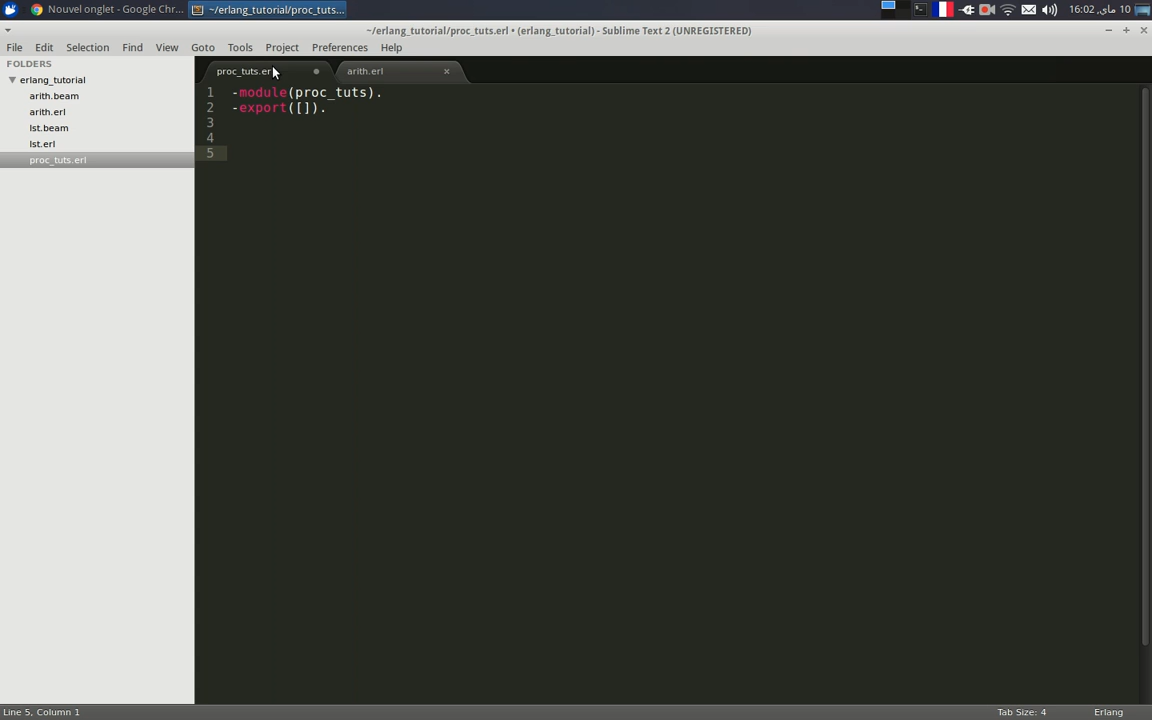 Nouvel onglet - Google Chr...
~/erlang_tutorial/proc_tuts...
10 ماي, 16:02
~/erlang_tutorial/proc_tuts.erl • (erlang_tutorial) - Sublime Text 2 (UNREGISTERED)
File Edit Selection Find View Goto Tools Project Preferences Help
FOLDERS
erlang_tutorial
arith.beam
arith.erl
lst.beam
lst.erl
proc_tuts.erl
proc_tuts.erl
arith.erl
1 -module(proc_tuts).
2 -export([]).
3
4
5
Line 5, Column 1
Tab Size: 4
Erlang